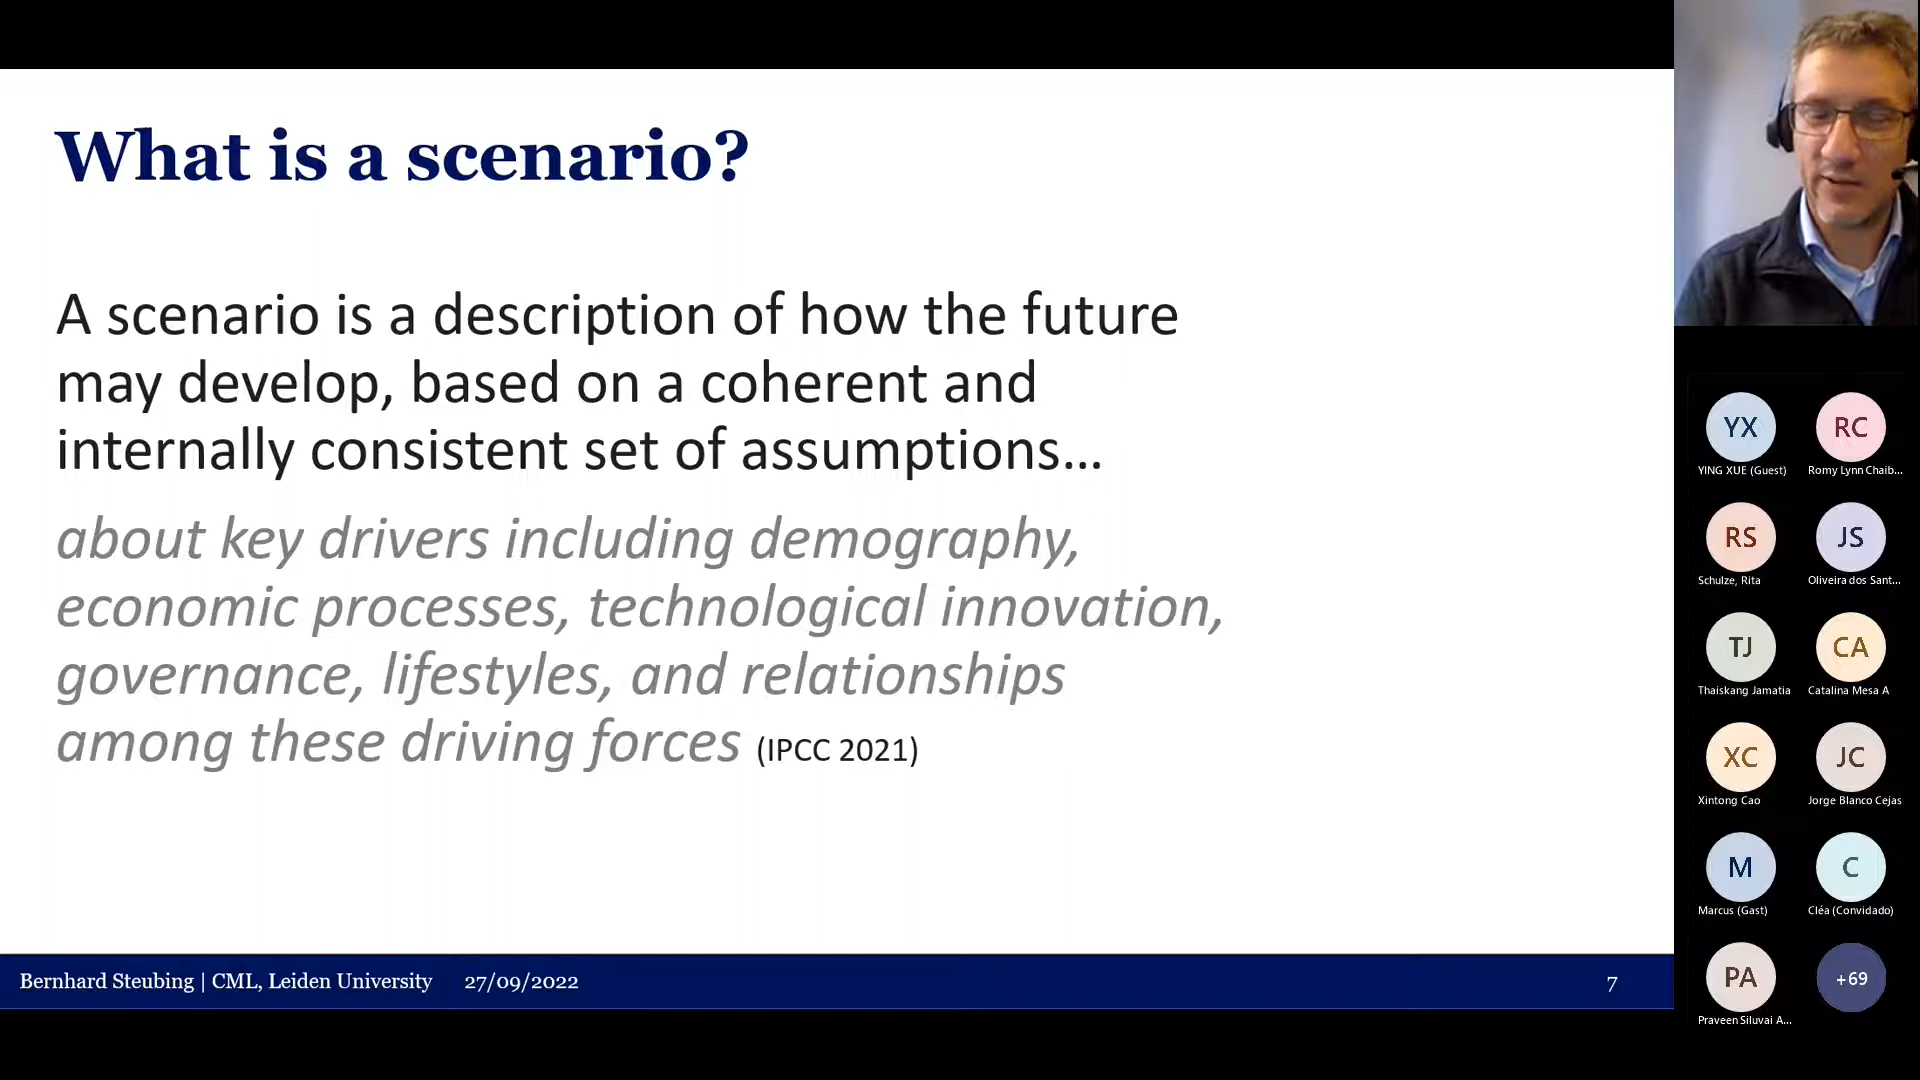 What is a scenario?
A scenario is a description of how the future
may develop, based on a coherent and
internally consistent set of assumptions…
about key drivers including demography,
economic processes, technological innovation,
governance, lifestyles, and relationships
among these driving forces (IPCC 2021)
Bernhard Steubing | CML, Leiden University 27/09/2022 7
YX RC
YING XUE (Guest) Romy Lynn Chaib...
RS JS
Schulze, Rita Oliveira dos Sant...
TJ CA
Thaiskang Jamatia Catalina Mesa A
XC JC
Xintong Cao Jorge Blanco Cejas
M C
Marcus (Gast) Cléa (Convidado)
PA +69
Praveen Siluvai A...